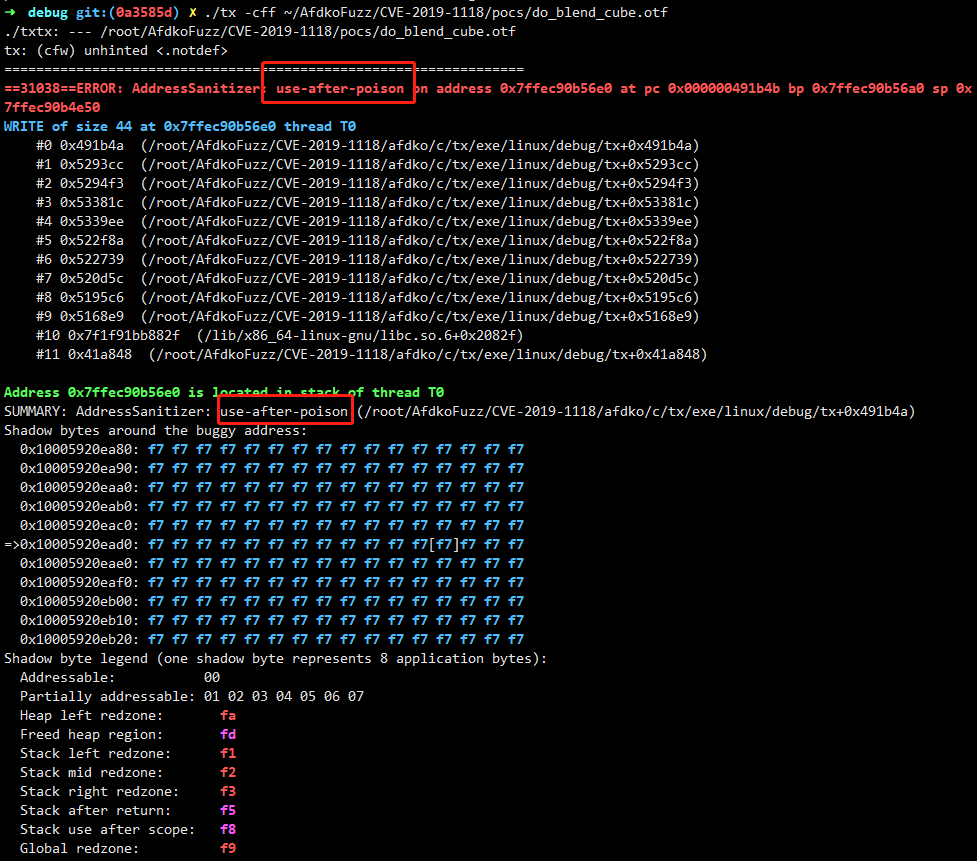 ➜  debug git:(0a3585d) ✗ ./tx -cff ~/AfdkoFuzz/CVE-2019-1118/pocs/do_blend_cube.otf
./txtx: --- /root/AfdkoFuzz/CVE-2019-1118/pocs/do_blend_cube.otf
tx: (cfw) unhinted <.notdef>
=================================================================
==31038==ERROR: AddressSanitizer: use-after-poison on address 0x7ffec90b56e0 at pc 0x000000491b4b bp 0x7ffec90b56a0 sp 0x
7ffec90b4e50
WRITE of size 44 at 0x7ffec90b56e0 thread T0
    #0 0x491b4a  (/root/AfdkoFuzz/CVE-2019-1118/afdko/c/tx/exe/linux/debug/tx+0x491b4a)
    #1 0x5293cc  (/root/AfdkoFuzz/CVE-2019-1118/afdko/c/tx/exe/linux/debug/tx+0x5293cc)
    #2 0x5294f3  (/root/AfdkoFuzz/CVE-2019-1118/afdko/c/tx/exe/linux/debug/tx+0x5294f3)
    #3 0x53381c  (/root/AfdkoFuzz/CVE-2019-1118/afdko/c/tx/exe/linux/debug/tx+0x53381c)
    #4 0x5339ee  (/root/AfdkoFuzz/CVE-2019-1118/afdko/c/tx/exe/linux/debug/tx+0x5339ee)
    #5 0x522f8a  (/root/AfdkoFuzz/CVE-2019-1118/afdko/c/tx/exe/linux/debug/tx+0x522f8a)
    #6 0x522739  (/root/AfdkoFuzz/CVE-2019-1118/afdko/c/tx/exe/linux/debug/tx+0x522739)
    #7 0x520d5c  (/root/AfdkoFuzz/CVE-2019-1118/afdko/c/tx/exe/linux/debug/tx+0x520d5c)
    #8 0x5195c6  (/root/AfdkoFuzz/CVE-2019-1118/afdko/c/tx/exe/linux/debug/tx+0x5195c6)
    #9 0x5168e9  (/root/AfdkoFuzz/CVE-2019-1118/afdko/c/tx/exe/linux/debug/tx+0x5168e9)
    #10 0x7f1f91bb882f  (/lib/x86_64-linux-gnu/libc.so.6+0x2082f)
    #11 0x41a848  (/root/AfdkoFuzz/CVE-2019-1118/afdko/c/tx/exe/linux/debug/tx+0x41a848)
Address 0x7ffec90b56e0 is located in stack of thread T0
SUMMARY: AddressSanitizer: use-after-poison (/root/AfdkoFuzz/CVE-2019-1118/afdko/c/tx/exe/linux/debug/tx+0x491b4a)
Shadow bytes around the buggy address:
  0x10005920ea80: f7 f7 f7 f7 f7 f7 f7 f7 f7 f7 f7 f7 f7 f7 f7 f7
  0x10005920ea90: f7 f7 f7 f7 f7 f7 f7 f7 f7 f7 f7 f7 f7 f7 f7 f7
  0x10005920eaa0: f7 f7 f7 f7 f7 f7 f7 f7 f7 f7 f7 f7 f7 f7 f7 f7
  0x10005920eab0: f7 f7 f7 f7 f7 f7 f7 f7 f7 f7 f7 f7 f7 f7 f7 f7
  0x10005920eac0: f7 f7 f7 f7 f7 f7 f7 f7 f7 f7 f7 f7 f7 f7 f7 f7
=>0x10005920ead0: f7 f7 f7 f7 f7 f7 f7 f7 f7 f7 f7 f7[f7]f7 f7 f7
  0x10005920eae0: f7 f7 f7 f7 f7 f7 f7 f7 f7 f7 f7 f7 f7 f7 f7 f7
  0x10005920eaf0: f7 f7 f7 f7 f7 f7 f7 f7 f7 f7 f7 f7 f7 f7 f7 f7
  0x10005920eb00: f7 f7 f7 f7 f7 f7 f7 f7 f7 f7 f7 f7 f7 f7 f7 f7
  0x10005920eb10: f7 f7 f7 f7 f7 f7 f7 f7 f7 f7 f7 f7 f7 f7 f7 f7
  0x10005920eb20: f7 f7 f7 f7 f7 f7 f7 f7 f7 f7 f7 f7 f7 f7 f7 f7
Shadow byte legend (one shadow byte represents 8 application bytes):
  Addressable:           00
  Partially addressable: 01 02 03 04 05 06 07
  Heap left redzone:       fa
  Freed heap region:       fd
  Stack left redzone:      f1
  Stack mid redzone:       f2
  Stack right redzone:     f3
  Stack after return:      f5
  Stack use after scope:   f8
  Global redzone:          f9